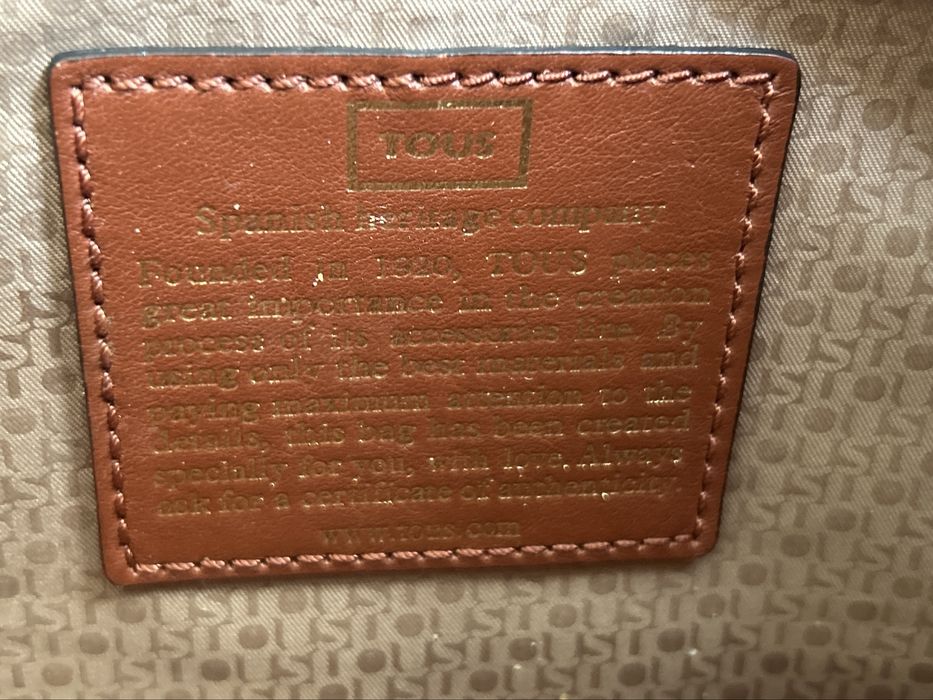 TOUS
Spanish heritage company
Founded in 1920, TOUS places
great importance in the creation
process of its accessories line. By
using only the best materials and
paying maximum attention to the
details, this bag has been created
specially for you, with love. Always
ask for a certificate of authenticity
www.tous.com